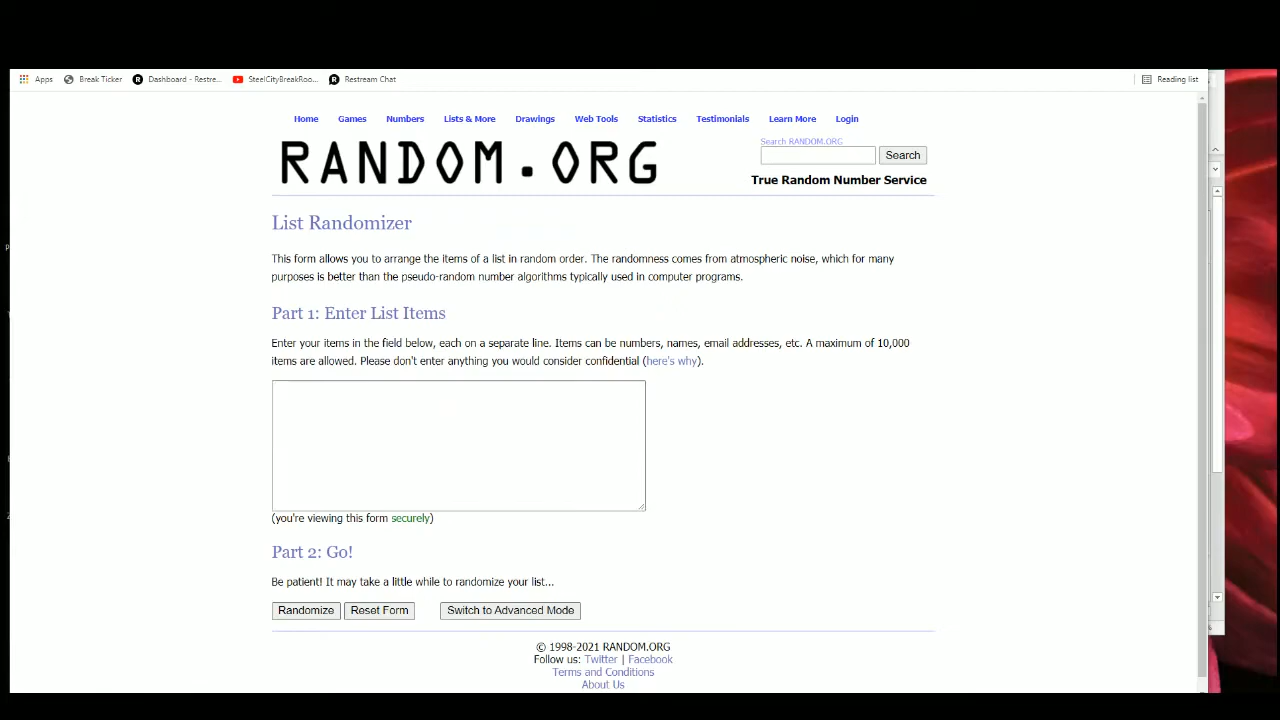 Apps Break Ticker Dashboard - Restre... SteelCityBreakRoo... Restream Chat Reading list
Home Games Numbers Lists & More Drawings Web Tools Statistics Testimonials Learn More Login
RANDOM.ORG
Search RANDOM.ORG
Search
True Random Number Service
List Randomizer
This form allows you to arrange the items of a list in random order. The randomness comes from atmospheric noise, which for many
purposes is better than the pseudo-random number algorithms typically used in computer programs.
Part 1: Enter List Items
Enter your items in the field below, each on a separate line. Items can be numbers, names, email addresses, etc. A maximum of 10,000
items are allowed. Please don't enter anything you would consider confidential (here's why).
(you're viewing this form securely)
Part 2: Go!
Be patient! It may take a little while to randomize your list...
Randomize Reset Form Switch to Advanced Mode
© 1998-2021 RANDOM.ORG
Follow us: Twitter | Facebook
Terms and Conditions
About Us